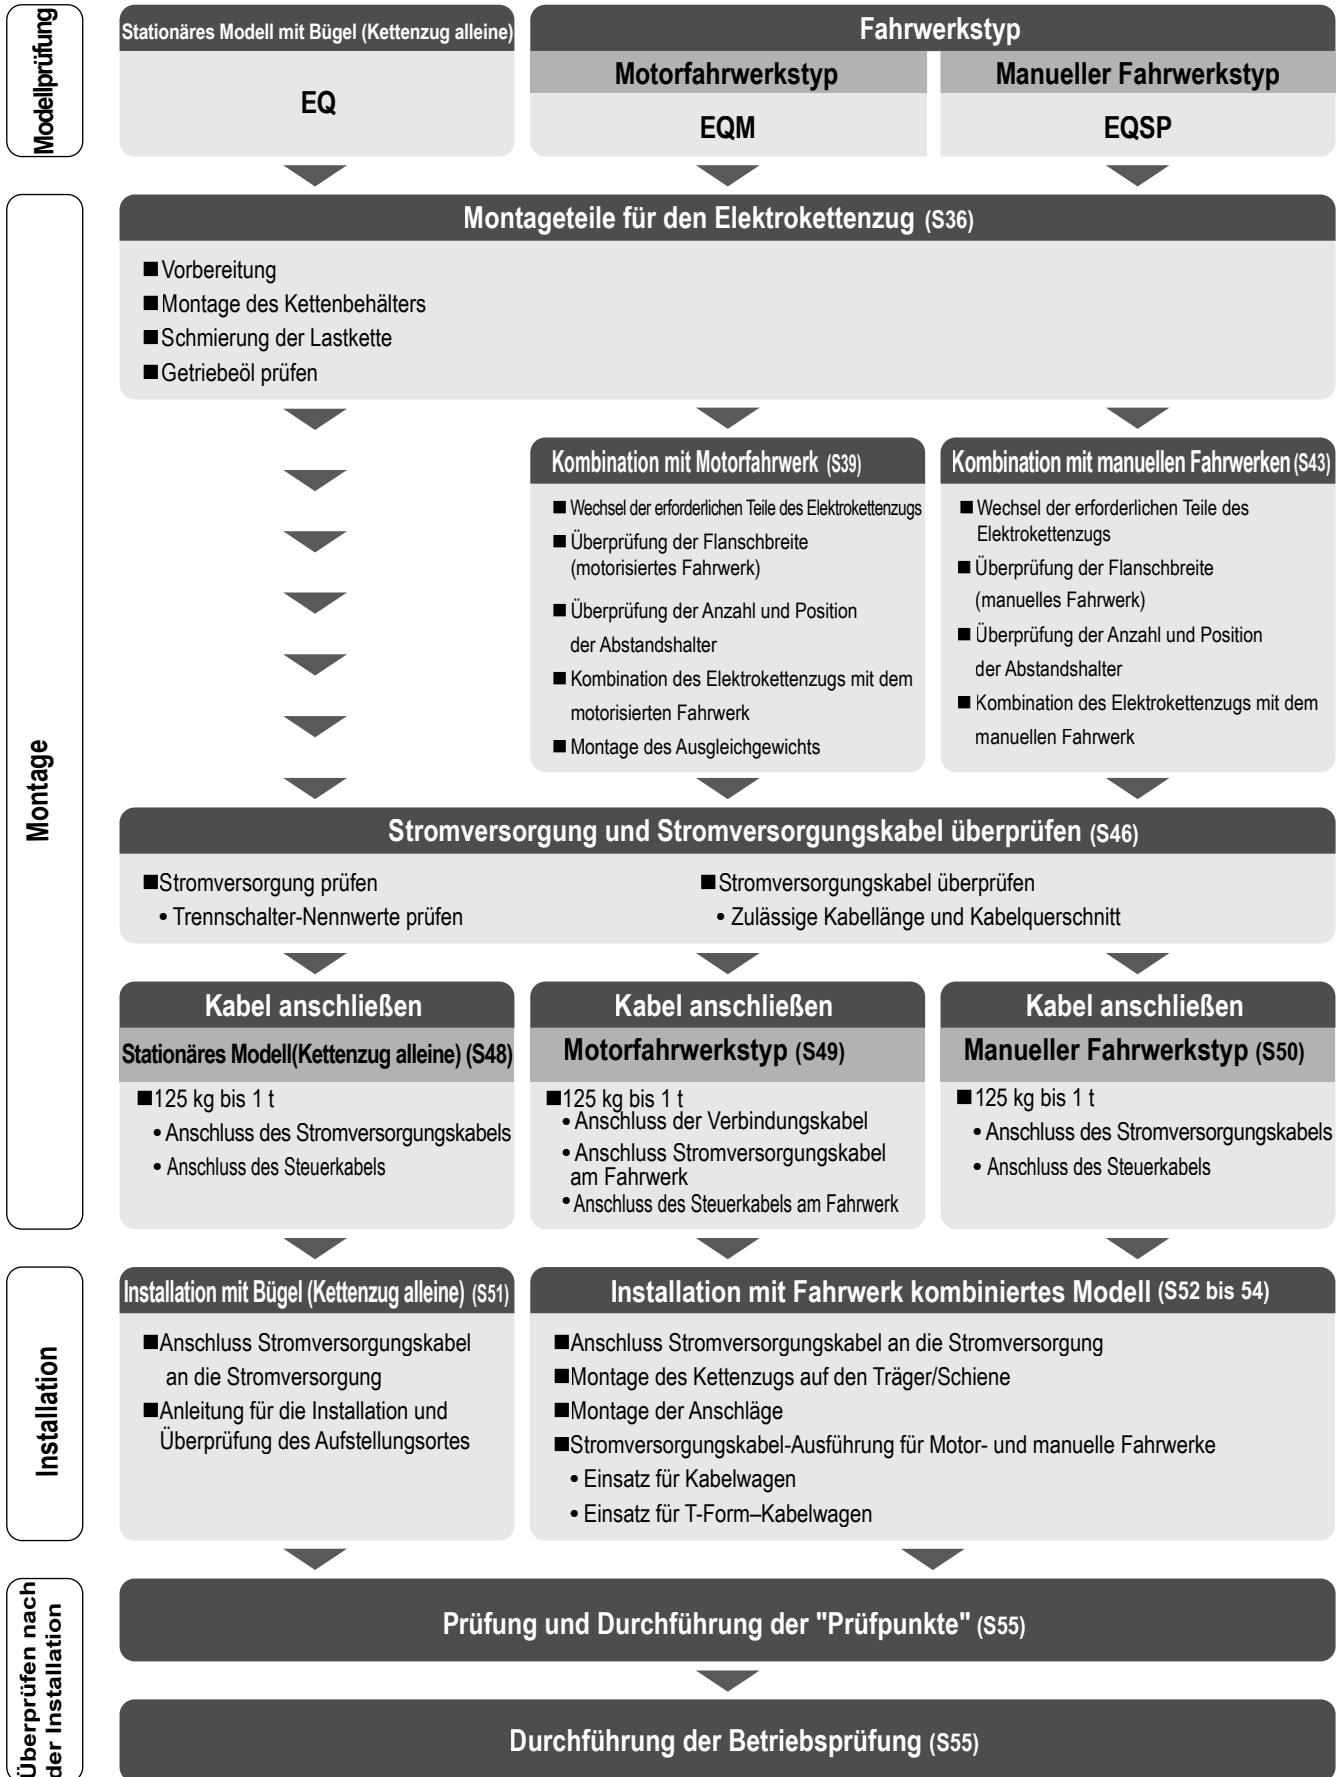 Modellprüfung
Stationäres Modell mit Bügel (Kettenzug alleine)
EQ
Fahrwerkstyp
Motorfahrwerkstyp
EQM
Manueller Fahrwerkstyp
EQSP
Montage
Montageteile für den Elektrokettenzug (S36)
■Vorbereitung
■Montage des Kettenbehälters
■Schmierung der Lastkette
■Getriebeöl prüfen
Kombination mit Motorfahrwerk (S39)
■ Wechsel der erforderlichen Teile des Elektrokettenzugs
■ Überprüfung der Flanschbreite
(motorisiertes Fahrwerk)
■ Überprüfung der Anzahl und Position
der Abstandshalter
■ Kombination des Elektrokettenzugs mit dem
motorisierten Fahrwerk
■ Montage des Ausgleichgewichts
Kombination mit manuellen Fahrwerken (S43)
■ Wechsel der erforderlichen Teile des
Elektrokettenzugs
■ Überprüfung der Flanschbreite
(manuelles Fahrwerk)
■ Überprüfung der Anzahl und Position
der Abstandshalter
■ Kombination des Elektrokettenzugs mit dem
manuellen Fahrwerk
Stromversorgung und Stromversorgungskabel überprüfen (S46)
■Stromversorgung prüfen
• Trennschalter-Nennwerte prüfen
■Stromversorgungskabel überprüfen
• Zulässige Kabellänge und Kabelquerschnitt
Kabel anschließen
Stationäres Modell(Kettenzug alleine) (S48)
■125 kg bis 1 t
• Anschluss des Stromversorgungskabels
• Anschluss des Steuerkabels
Kabel anschließen
Motorfahrwerkstyp (S49)
■125 kg bis 1 t
• Anschluss der Verbindungskabel
• Anschluss Stromversorgungskabel
am Fahrwerk
• Anschluss des Steuerkabels am Fahrwerk
Kabel anschließen
Manueller Fahrwerkstyp (S50)
■125 kg bis 1 t
• Anschluss des Stromversorgungskabels
• Anschluss des Steuerkabels
Installation
Installation mit Bügel (Kettenzug alleine) (S51)
■Anschluss Stromversorgungskabel
an die Stromversorgung
■Anleitung für die Installation und
Überprüfung des Aufstellungsortes
Installation mit Fahrwerk kombiniertes Modell (S52 bis 54)
■Anschluss Stromversorgungskabel an die Stromversorgung
■Montage des Kettenzugs auf den Träger/Schiene
■Montage der Anschläge
■Stromversorgungskabel-Ausführung für Motor- und manuelle Fahrwerke
• Einsatz für Kabelwagen
• Einsatz für T-Form–Kabelwagen
Überprüfen nach
der Installation
Prüfung und Durchführung der "Prüfpunkte" (S55)
Durchführung der Betriebsprüfung (S55)